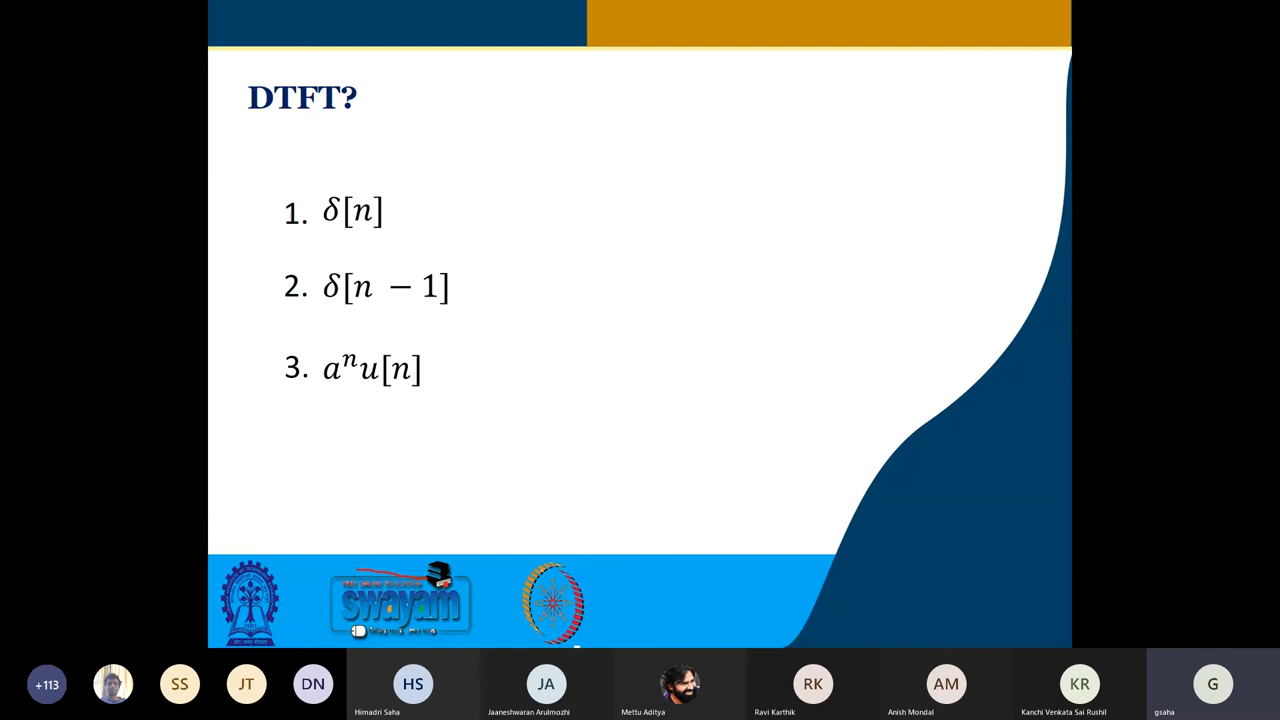 DTFT?
1. δ[n]
2. δ[n − 1]
3. aⁿu[n]
swayam
+113
SS
JT
DN
HS
Himadri Saha
JA
Jaaneshwaran Arulmozhi
Mettu Aditya
RK
Ravi Karthik
AM
Anish Mondal
KR
Kanchi Venkata Sai Rushil
G
gsaha